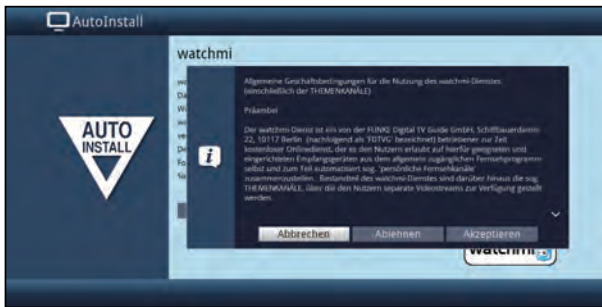 AutoInstall
watchmi
AUTO
INSTALL
i
Allgemeine Geschäftsbedingungen für die Nutzung des watchmi-Dienstes
(einschließlich der THEMENKANÄLE)
Präambel
Der watchmi-Dienst ist ein von der FUNKE Digital TV Guide GmbH, Schiffbauerdamm
22, 10117 Berlin (nachfolgend als 'FDTVG' bezeichnet) betriebener zur Zeit
kostenloser Onlinedienst, der es den Nutzern erlaubt auf hierfür geeigneten und
eingerichteten Empfangsgeräten aus dem allgemein zugänglichen Fernsehprogramm
selbst und zum Teil automatisiert sog. 'persönliche Fernsehkanäle'
zusammenzustellen. Bestandteil des watchmi-Dienstes sind darüber hinaus die sog.
THEMENKANÄLE, über die den Nutzern separate Videostreams zur Verfügung gestellt
werden.
Abbrechen Ablehnen Akzeptieren
watchmi